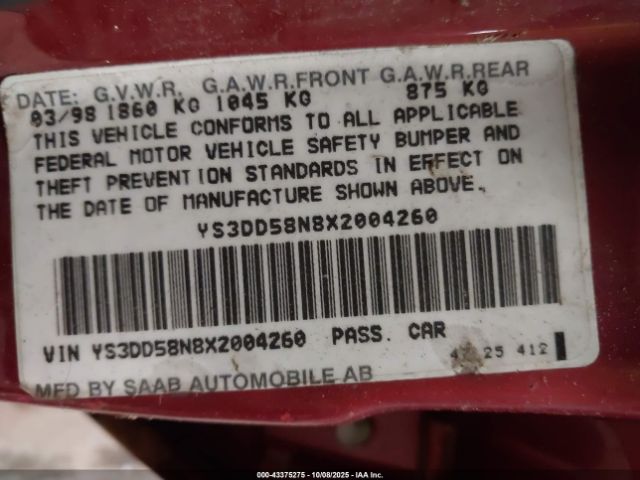 DATE: G.V.W.R. G.A.W.R.FRONT G.A.W.R.REAR
03/98 1860 KG 1045 KG 875 KG
THIS VEHICLE CONFORMS TO ALL APPLICABLE
FEDERAL MOTOR VEHICLE SAFETY BUMPER AND
THEFT PREVENTION STANDARDS IN EFFECT ON
THE DATE OF MANUFACTURE SHOWN ABOVE.
YS3DD58N8X2004260
VIN YS3DD58N8X2004260 PASS. CAR
25 412
MFD BY SAAB AUTOMOBILE AB
000-43375275 - 10/08/2025 - IAA Inc.